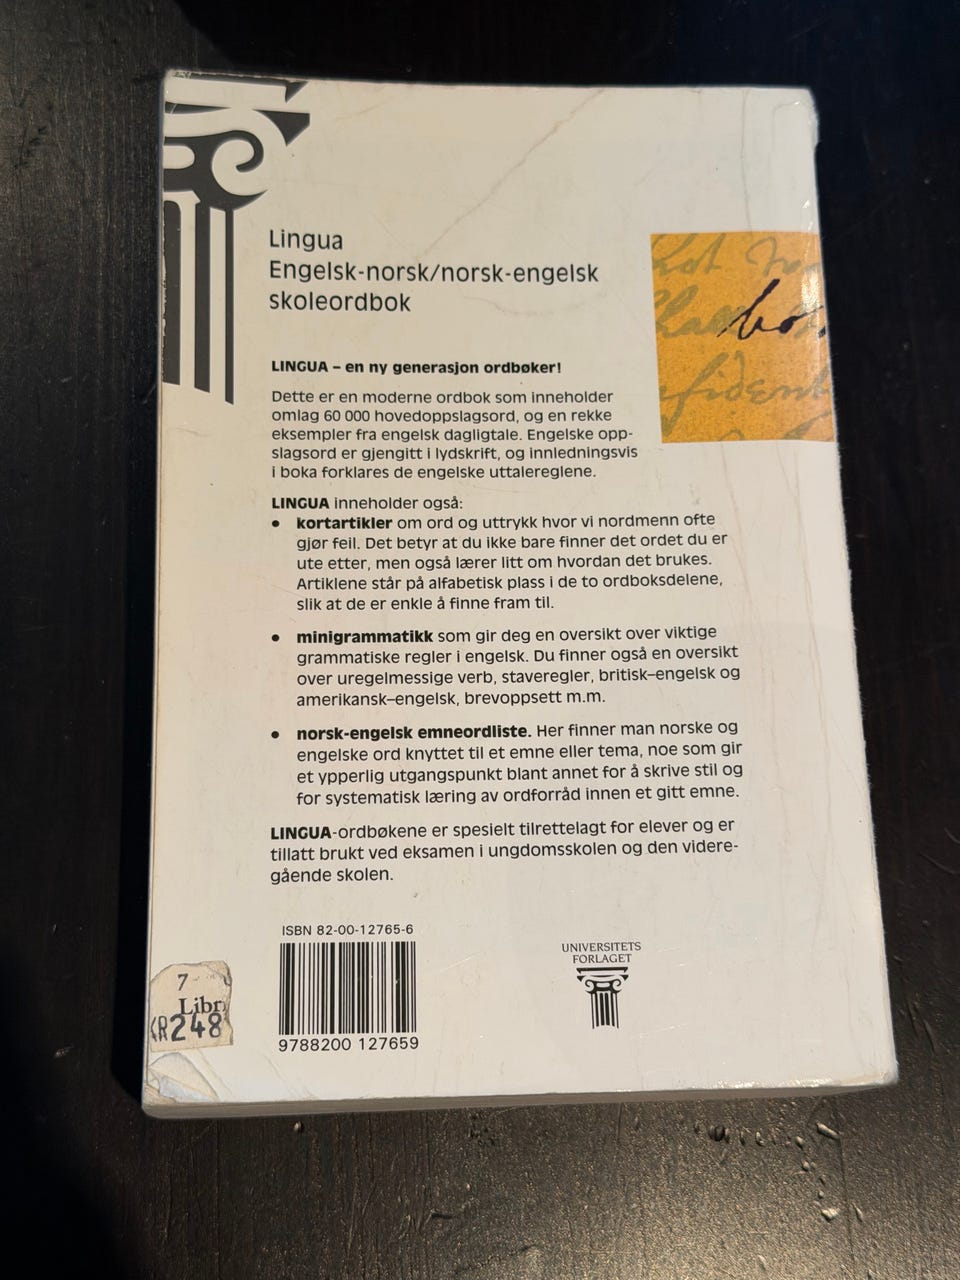 Lingua
Engelsk-norsk/norsk-engelsk
skoleordbok
LINGUA – en ny generasjon ordbøker!
Dette er en moderne ordbok som inneholder
omlag 60 000 hovedoppslagsord, og en rekke
eksempler fra engelsk dagligtale. Engelske opp-
slagsord er gjengitt i lydskrift, og innledningsvis
i boka forklares de engelske uttalereglene.
LINGUA inneholder også:
• kortartikler om ord og uttrykk hvor vi nordmenn ofte
gjør feil. Det betyr at du ikke bare finner det ordet du er
ute etter, men også lærer litt om hvordan det brukes.
Artiklene står på alfabetisk plass i de to ordboksdelene,
slik at de er enkle å finne fram til.
• minigrammatikk som gir deg en oversikt over viktige
grammatiske regler i engelsk. Du finner også en oversikt
over uregelmessige verb, staveregler, britisk–engelsk og
amerikansk–engelsk, brevoppsett m.m.
• norsk-engelsk emneordliste. Her finner man norske og
engelske ord knyttet til et emne eller tema, noe som gir
et ypperlig utgangspunkt blant annet for å skrive stil og
for systematisk læring av ordforråd innen et gitt emne.
LINGUA-ordbøkene er spesielt tilrettelagt for elever og er
tillatt brukt ved eksamen i ungdomsskolen og den videre-
gående skolen.
ISBN 82-00-12765-6
9788200 127659
UNIVERSITETS
FORLAGET
7
Libri
KR248